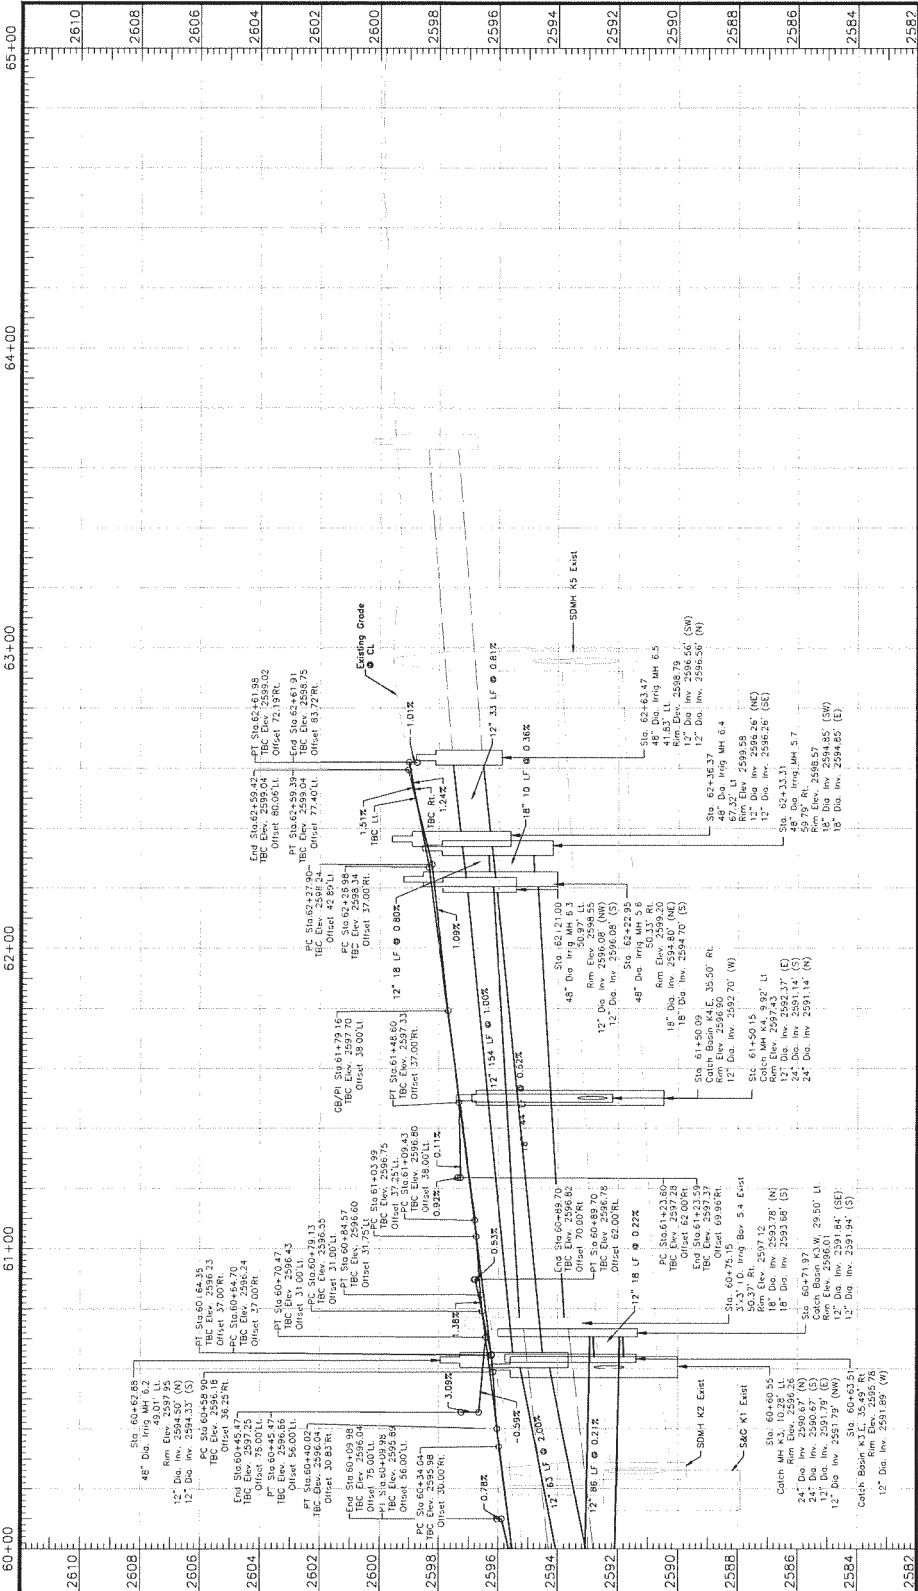 65+00
64+00
63+00
62+00
61+00
60+00
2610
2608
2606
2604
2602
2600
2598
2596
2594
2592
2590
2588
2586
2584
2582
2610
2608
2606
2604
2602
2600
2598
2596
2594
2592
2590
2588
2586
2584
2582
Sta. 60+62.88
48" Dia. Irrig MH 6.2
49.01' Lt.
Rim Elev. 2597.95
12" Dia. Inv. 2594.50' (N)
12" Dia. Inv. 2594.33' (S)
PT Sta.60+64.35
TBC Elev. 2596.23
Offset 37.00'Rt.
PC Sta.60+64.70
TBC Elev. 2596.24
Offset 37.00'Rt.
PC Sta.60+58.90
TBC Elev. 2596.18
Offset 36.25'Rt.
End Sta.60+45.47
TBC Elev. 2597.25
Offset 75.00'Lt.
PT Sta.60+45.47
TBC Elev. 2596.66
Offset 56.00'Lt.
PT Sta.60+40.02
TBC Elev. 2596.04
Offset 30.83'Lt.
End Sta.60+09.98
TBC Elev. 2596.04
Offset 75.00'Lt.
PT Sta.60+09.98
Offset 56.00'Lt.
PC Sta.60+34.04
TBC Elev. 2595.98
Offset 30.00'Rt.
PT Sta.60+70.47
TBC Elev. 2596.43
Offset 31.00'Lt.
PC Sta.60+79.13
TBC Elev. 2596.55
Offset 31.00'Lt.
PT Sta.60+84.57
TBC Elev. 2596.60
Offset 31.75'Lt.
PC Sta.61+03.99
TBC Elev. 2596.75
Offset 37.25'Lt.
PC Sta.61+09.43
TBC Elev. 2596.80
Offset 38.00'Lt.
GB/PI Sta.61+79.16
TBC Elev. 2597.70
Offset 38.00'Lt.
PT Sta.61+48.60
TBC Elev. 2597.33
Offset 37.00'Rt.
PC Sta.62+27.90
TBC Elev. 2598.24
Offset 42.89'Lt.
PC Sta.62+26.98
TBC Elev. 2598.34
Offset 37.00'Rt.
End Sta.62+59.42
TBC Elev. 2599.04
Offset 80.06'Lt.
PT Sta.62+59.39
TBC Elev. 2599.04
Offset 77.40'Lt.
PT Sta.62+61.98
TBC Elev. 2599.02
Offset 72.19'Rt.
End Sta.62+61.91
TBC Elev. 2598.75
Offset 83.72'Rt.
Existing Grade
@ CL
1.01%
1.51%
TBC Lt.
TBC Rt.
1.24%
12" 18 LF @ 0.80%
1.09%
0.11%
0.92%
0.53%
1.38%
3.09%
-0.59%
0.78%
12" 33 LF @ 0.81%
18" 10 LF @ 0.36%
12" 154 LF @ 1.00%
18" 44 LF @ 0.62%
12" 63 LF @ 2.00%
12" 86 LF @ 0.21%
12" 18 LF @ 0.22%
SDMH K5 Exist
SDMH K2 Exist
S&G K1 Exist
Sta. 62+63.47
48" Dia. Irrig MH 6.5
41.83' Lt.
Rim Elev. 2598.79
12" Dia. Inv 2596.56' (SW)
12" Dia. Inv. 2596.56' (N)
Sta. 62+36.37
48" Dia. Irrig MH 6.4
67.32' Lt
Rim Elev 2599.58
12" Dia Inv 2596.26' (NE)
12" Dia. Inv. 2596.26' (SE)
Sta. 62+33.31
48" Dia Irrig MH 5.7
59.79' Rt.
Rim Elev. 2598.57
18" Dia Inv 2594.85' (SW)
18" Dia. Inv. 2594.85' (E)
Sta. 62+21.00
48" Dia Irrig MH 6.3
50.97' Lt.
Rim Elev 2598.55
12" Dia Inv 2596.08' (NW)
12" Dia. Inv. 2596.08' (S)
Sta. 62+22.95
48" Dia. Irrig MH 5.6
50.33' Rt.
Rim Elev. 2599.20
18" Dia. Inv. 2594.80' (NE)
18" Dia. Inv. 2594.70' (S)
Sta 61+50.09
Catch Basin K4.E, 35.50' Rt.
Rim Elev. 2596.90
12" Dia. Inv. 2592.70' (W)
Sta. 61+50.15
Catch MH K4, 9.92' Lt
Rim Elev. 2597.43
12" Dia. Inv. 2592.37' (E)
24" Dia. Inv. 2591.14' (S)
24" Dia Inv. 2591.14' (N)
End Sta.60+89.70
TBC Elev. 2596.82
Offset 70.00'Rt
PT Sta.60+89.70
TBC Elev. 2596.78
Offset 62.00'Rt.
PC Sta.61+23.60
TBC Elev. 2597.28
Offset 62.00'Rt
End Sta.61+23.59
TBC Elev. 2597.37
Offset 69.96'Rt
Sta. 60+75.15
3'x3' I.D. Irrig Box 5.4 Exist
50.37' Rt.
Rim Elev. 2597.12
18" Dia. Inv. 2593.78' (N)
18" Dia. Inv. 2593.68' (S)
Sta 60+71.97
Catch Basin K3.W, 29.50' Lt.
Rim Elev. 2596.01
12" Dia. Inv 2591.84' (SE)
12" Dia. Inv 2591.94' (S)
Sta. 60+60.55
Catch MH K3, 10.28' Lt.
Rim Elev. 2596.26
24" Dia. Inv 2590.67' (N)
24" Dia. Inv. 2590.67' (S)
12" Dia. Inv 2591.79' (E)
12" Dia. Inv 2591.79' (NW)
Sta. 60+63.51
Catch Basin K3.E, 35.49' Rt
Rim Elev. 2595.78
12" Dia. Inv 2591.89' (W)